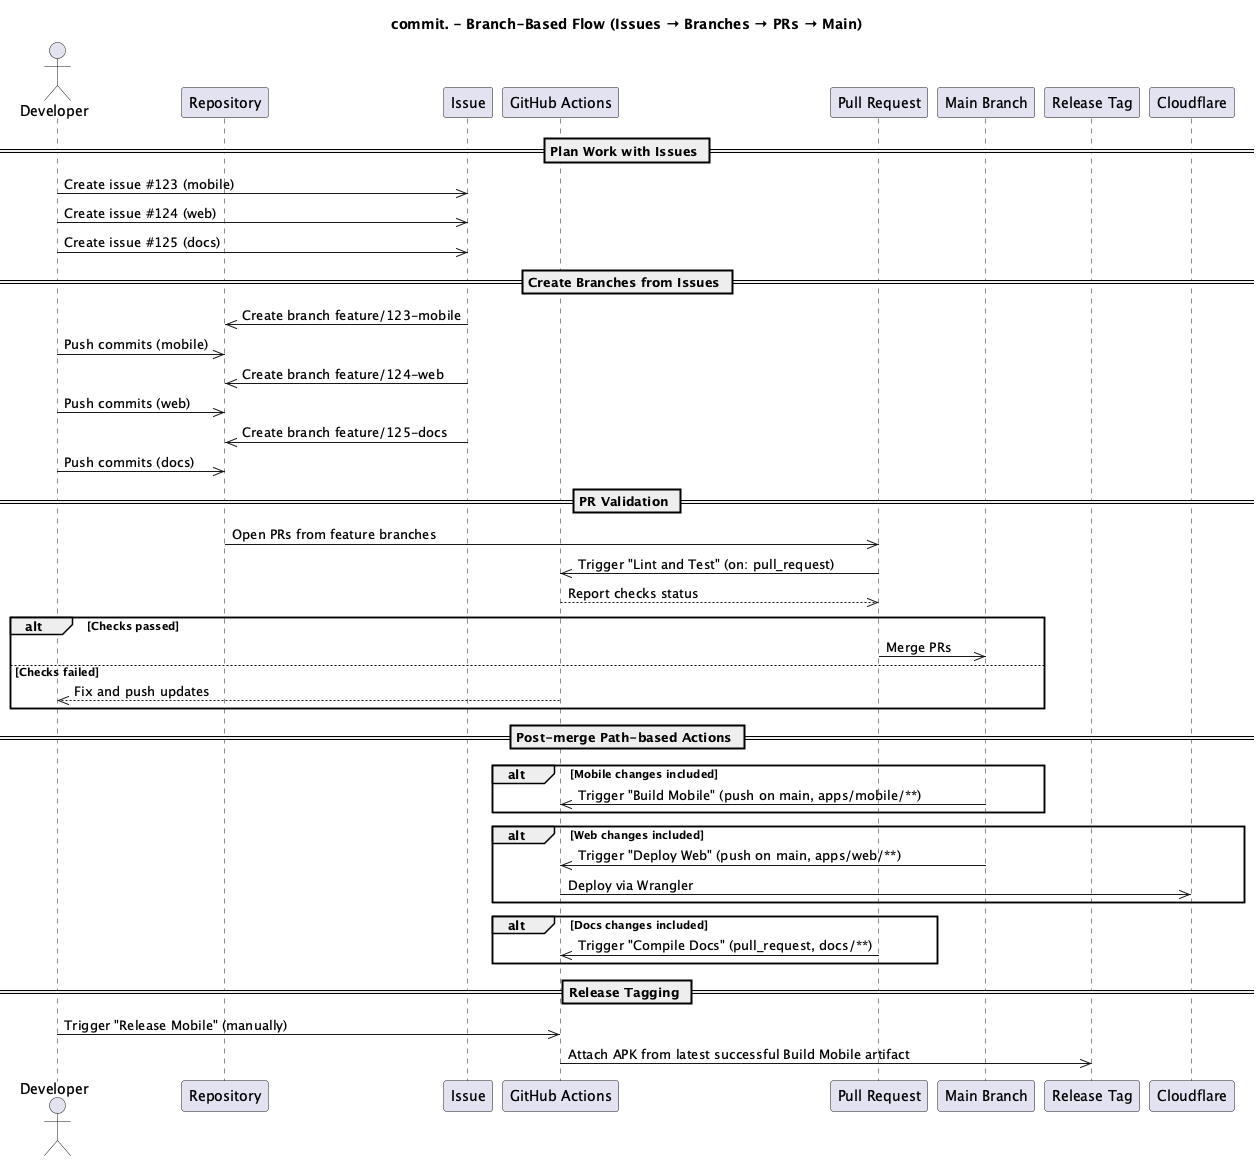 commit. – Branch-Based Flow (Issues → Branches → PRs → Main)
Developer
Repository
Issue
GitHub Actions
Pull Request
Main Branch
Release Tag
Cloudflare
Plan Work with Issues
Create issue #123 (mobile)
Create issue #124 (web)
Create issue #125 (docs)
Create Branches from Issues
Create branch feature/123-mobile
Push commits (mobile)
Create branch feature/124-web
Push commits (web)
Create branch feature/125-docs
Push commits (docs)
PR Validation
Open PRs from feature branches
Trigger "Lint and Test" (on: pull_request)
Report checks status
alt [Checks passed]
Merge PRs
[Checks failed]
Fix and push updates
Post-merge Path-based Actions
alt [Mobile changes included]
Trigger "Build Mobile" (push on main, apps/mobile/**)
alt [Web changes included]
Trigger "Deploy Web" (push on main, apps/web/**)
Deploy via Wrangler
alt [Docs changes included]
Trigger "Compile Docs" (pull_request, docs/**)
Release Tagging
Trigger "Release Mobile" (manually)
Attach APK from latest successful Build Mobile artifact
Developer
Repository
Issue
GitHub Actions
Pull Request
Main Branch
Release Tag
Cloudflare